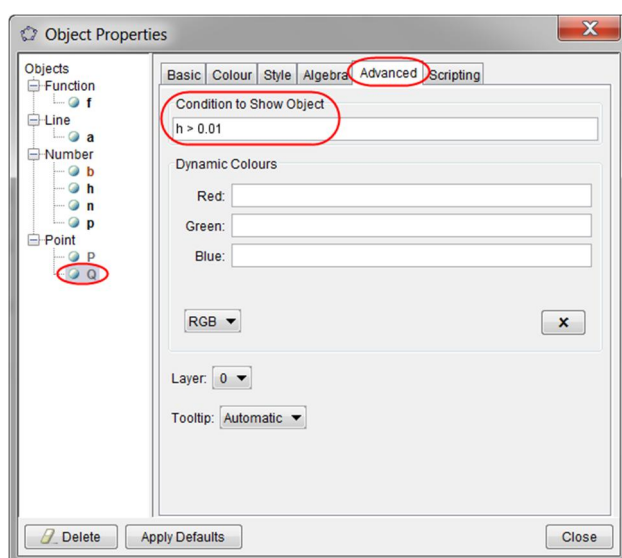 Object Properties
X
Objects
Function
f
Line
a
Number
b
h
n
p
Point
P
Q
Basic Colour Style Algebra Advanced Scripting
Condition to Show Object
h > 0.01
Dynamic Colours
Red:
Green:
Blue:
RGB
x
Layer: 0
Tooltip: Automatic
Delete Apply Defaults Close